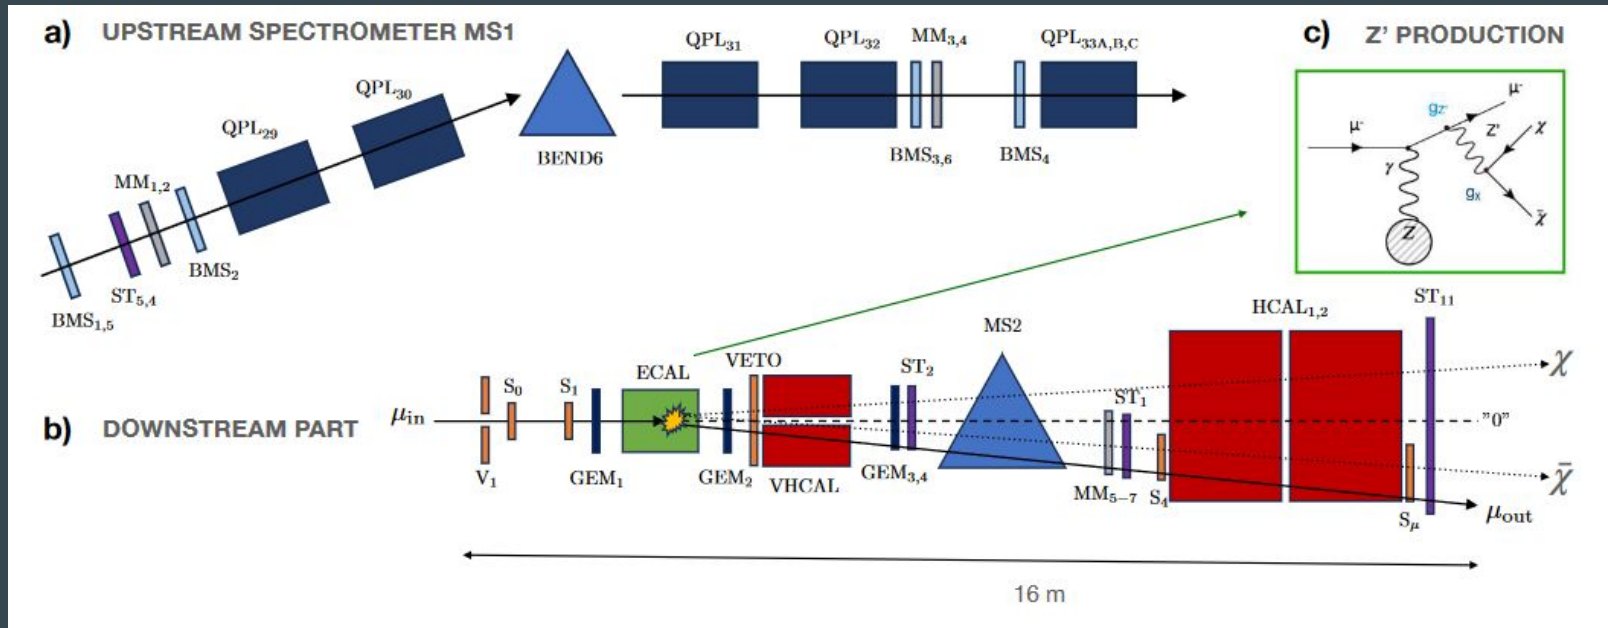 a) UPSTREAM SPECTROMETER MS1
QPL31
QPL32
MM3,4
QPL33A,B,C
c) Z' PRODUCTION
QPL30
QPL29
BEND6
BMS3,6
BMS4
MM1,2
BMS2
ST5,4
BMS1,5
μ-
gZ'
μ-
Z'
χ
γ
gχ
χ̄
Z
b) DOWNSTREAM PART
μin
V1
S0
S1
GEM1
ECAL
GEM2
VETO
VHCAL
ST2
GEM3,4
MS2
ST1
MM5−7
S4
HCAL1,2
Sμ
ST11
χ
"0"
χ̄
μout
16 m